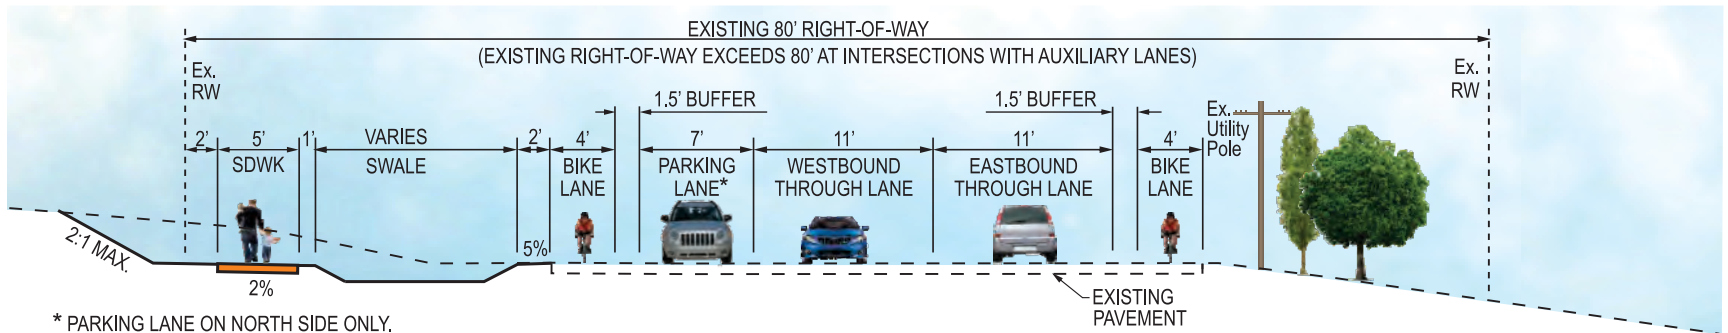 EXISTING 80' RIGHT-OF-WAY
(EXISTING RIGHT-OF-WAY EXCEEDS 80' AT INTERSECTIONS WITH AUXILIARY LANES)
Ex.
RW
Ex.
RW
1.5' BUFFER
1.5' BUFFER
Ex.
Utility
Pole
2'
5'
SDWK
1'
VARIES
SWALE
2'
4'
BIKE
LANE
7'
PARKING
LANE*
11'
WESTBOUND
THROUGH LANE
11'
EASTBOUND
THROUGH LANE
4'
BIKE
LANE
2:1 MAX.
2%
5%
EXISTING
PAVEMENT
* PARKING LANE ON NORTH SIDE ONLY.